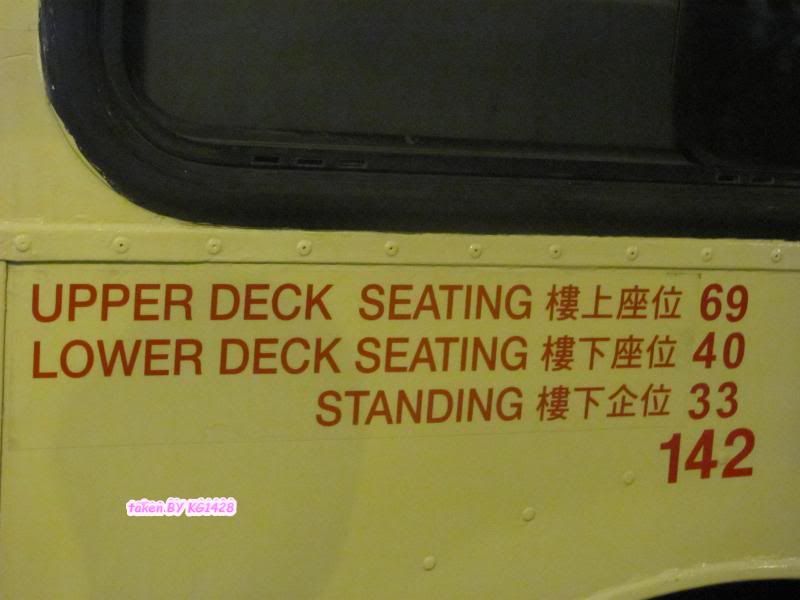 UPPER DECK SEATING 樓上座位 69
LOWER DECK SEATING 樓下座位 40
STANDING 樓下企位 33
142
taken BY KG1428